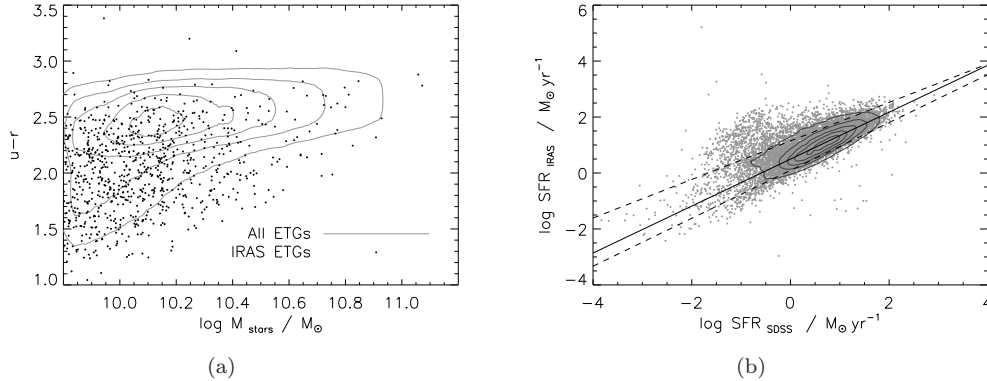 3.5
3.0
2.5
2.0
1.5
1.0
u−r
All ETGs
IRAS ETGs
10.0 10.2 10.4 10.6 10.8 11.0
log M stars / M⊙
(a)
6
4
2
0
−2
−4
log SFR IRAS / M⊙ yr−1
−4 −2 0 2 4
log SFR SDSS / M⊙ yr−1
(b)